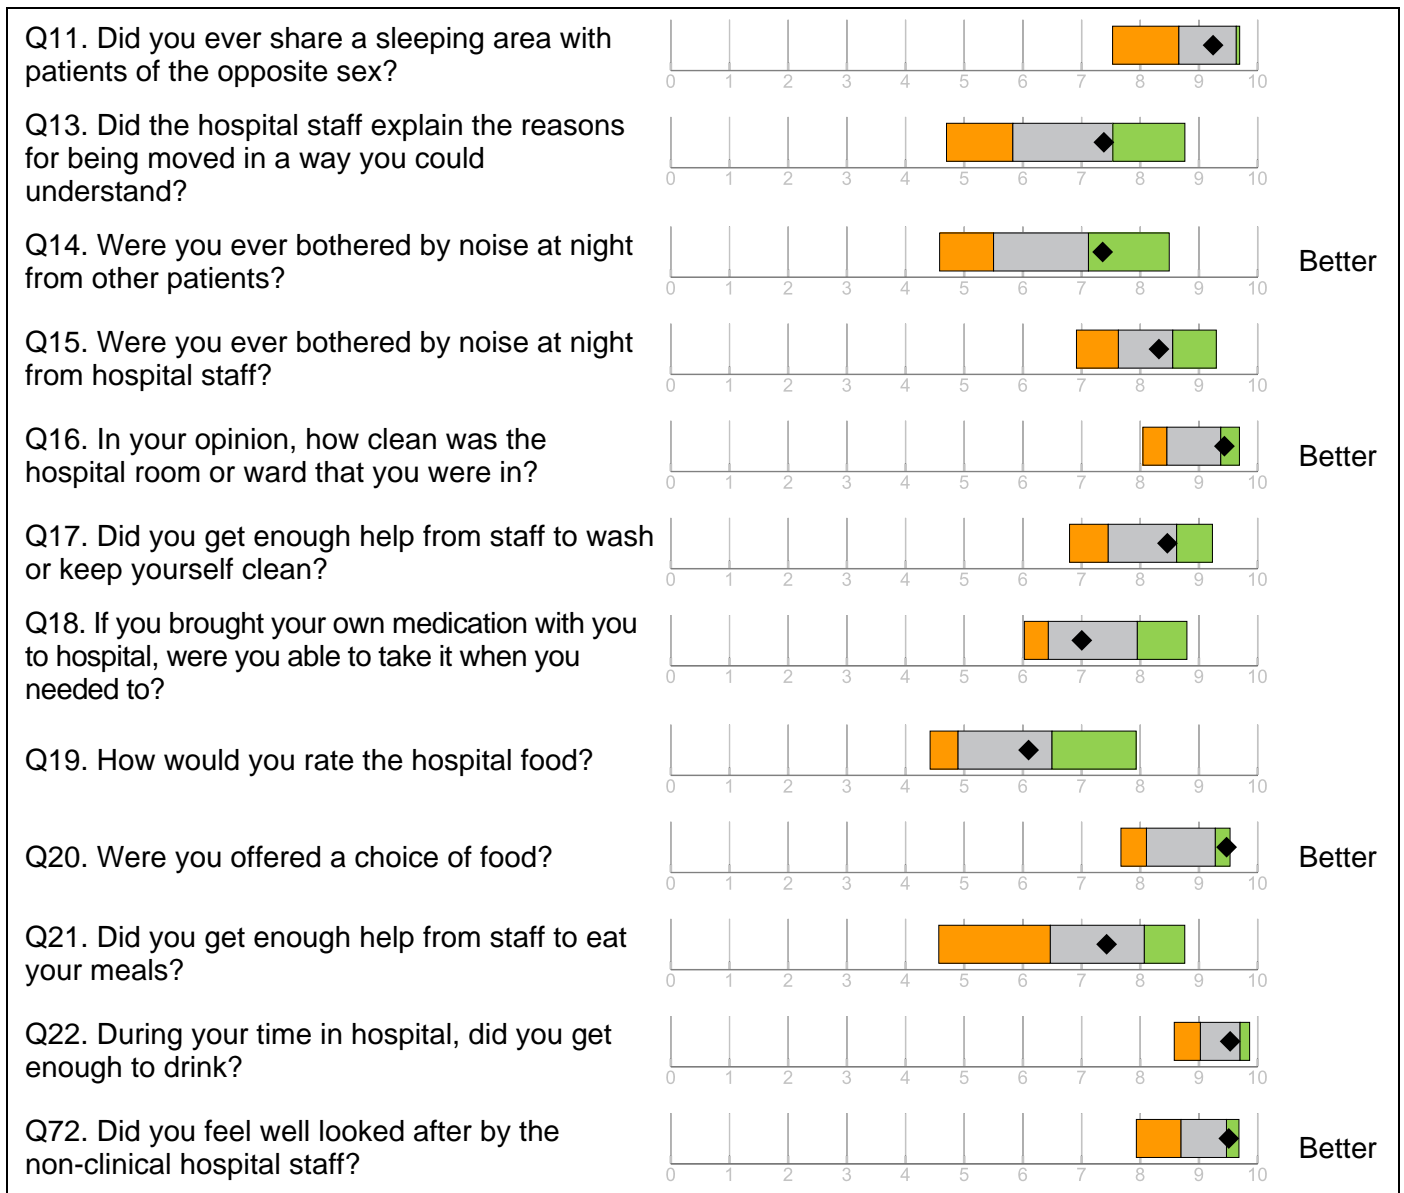 Q11. Did you ever share a sleeping area with
patients of the opposite sex?
0 1 2 3 4 5 6 7 8 9 10
Q13. Did the hospital staff explain the reasons
for being moved in a way you could
understand?
0 1 2 3 4 5 6 7 8 9 10
Q14. Were you ever bothered by noise at night
from other patients?
Better
0 1 2 3 4 5 6 7 8 9 10
Q15. Were you ever bothered by noise at night
from hospital staff?
0 1 2 3 4 5 6 7 8 9 10
Q16. In your opinion, how clean was the
hospital room or ward that you were in?
Better
0 1 2 3 4 5 6 7 8 9 10
Q17. Did you get enough help from staff to wash
or keep yourself clean?
0 1 2 3 4 5 6 7 8 9 10
Q18. If you brought your own medication with you
to hospital, were you able to take it when you
needed to?
0 1 2 3 4 5 6 7 8 9 10
Q19. How would you rate the hospital food?
0 1 2 3 4 5 6 7 8 9 10
Q20. Were you offered a choice of food?
Better
0 1 2 3 4 5 6 7 8 9 10
Q21. Did you get enough help from staff to eat
your meals?
0 1 2 3 4 5 6 7 8 9 10
Q22. During your time in hospital, did you get
enough to drink?
0 1 2 3 4 5 6 7 8 9 10
Q72. Did you feel well looked after by the
non-clinical hospital staff?
Better
0 1 2 3 4 5 6 7 8 9 10